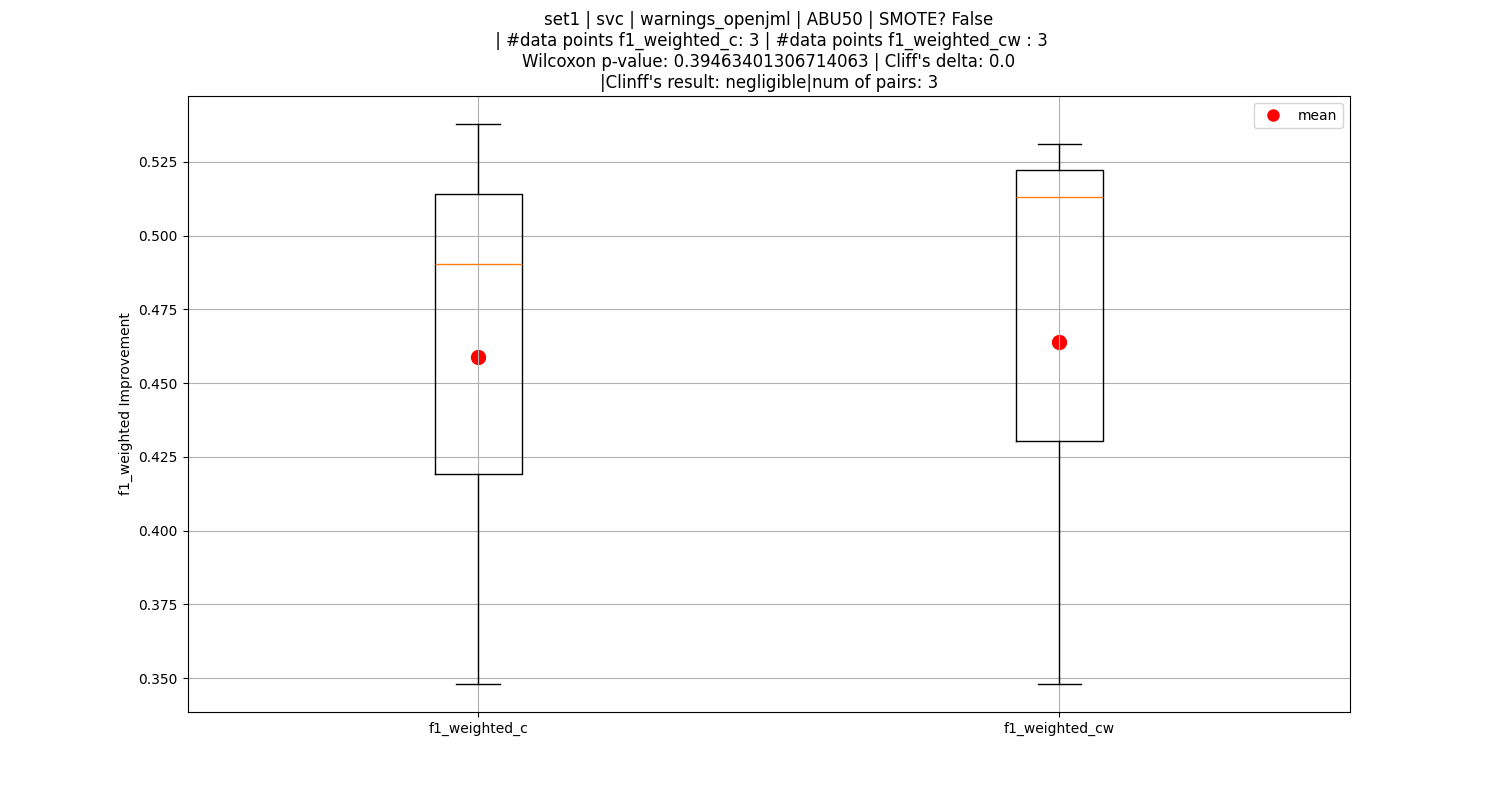 set1 | svc | warnings_openjml | ABU50 | SMOTE? False
| #data points f1_weighted_c: 3 | #data points f1_weighted_cw : 3
Wilcoxon p-value: 0.39463401306714063 | Cliff's delta: 0.0
|Clinff's result: negligible|num of pairs: 3
mean
0.525
0.500
0.475
0.450
0.425
0.400
0.375
0.350
f1_weighted Improvement
f1_weighted_c
f1_weighted_cw